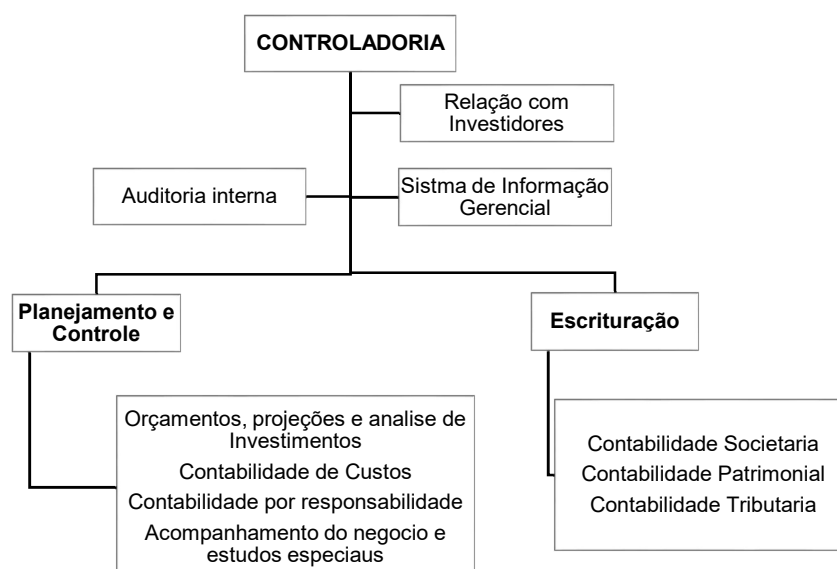 CONTROLADORIA
Relação com
Investidores
Auditoria interna
Sistma de Informação
Gerencial
Planejamento e
Controle
Escrituração
Orçamentos, projeções e analise de
Investimentos
Contabilidade de Custos
Contabilidade por responsabilidade
Acompanhamento do negocio e
estudos especiaus
Contabilidade Societaria
Contabilidade Patrimonial
Contabilidade Tributaria